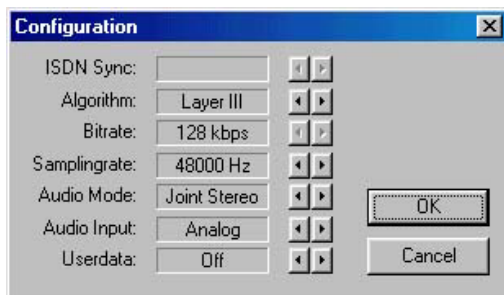 Configuration
ISDN Sync:
Algorithm: Layer III
Bitrate: 128 kbps
Samplingrate: 48000 Hz
Audio Mode: Joint Stereo
Audio Input: Analog
Userdata: Off
OK
Cancel